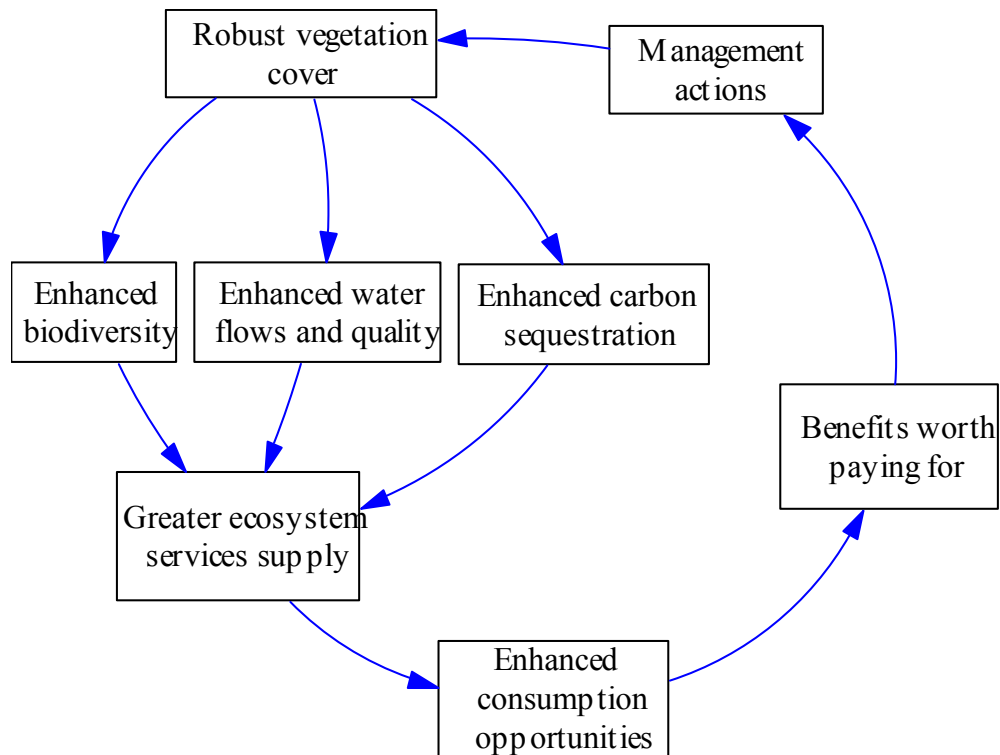 Robust vegetation
cover
Management
actions
Enhanced
biodiversity
Enhanced water
flows and quality
Enhanced carbon
sequestration
Benefits worth
paying for
Greater ecosystem
services supply
Enhanced
consumption
opportunities